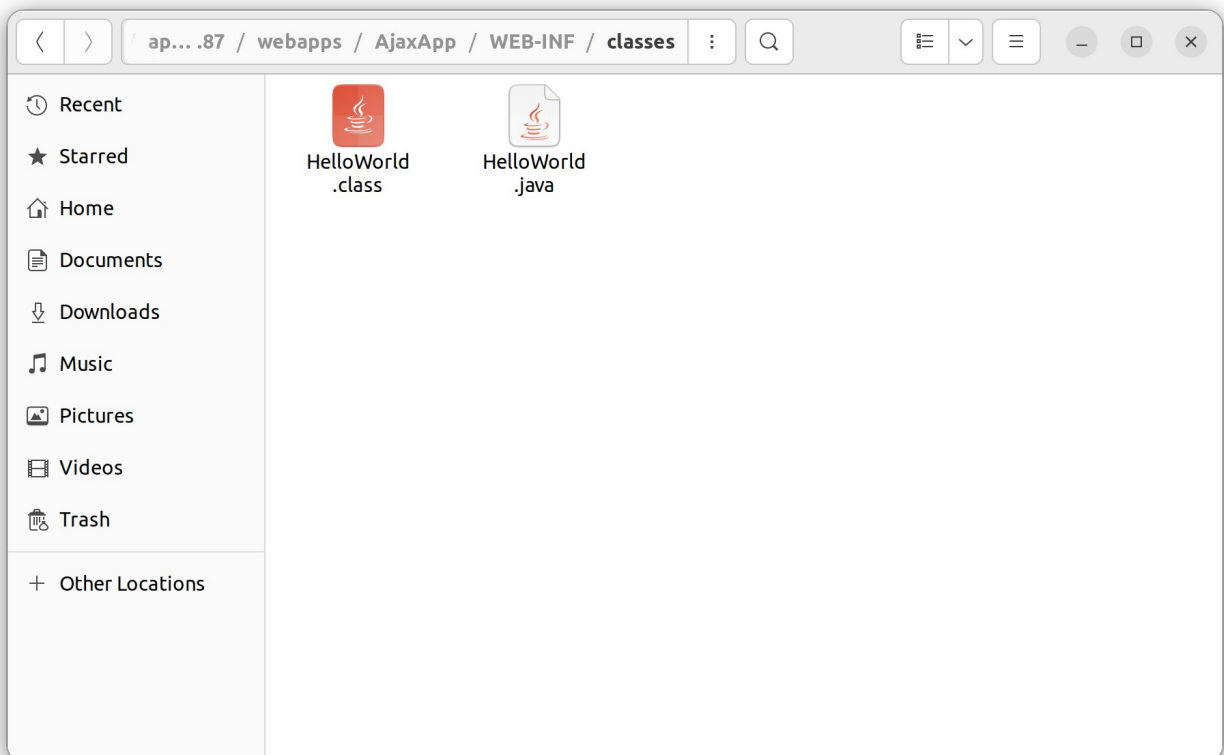 ap... .87 / webapps / AjaxApp / WEB-INF / classes
Recent
Starred
Home
Documents
Downloads
Music
Pictures
Videos
Trash
Other Locations
HelloWorld
.class
HelloWorld
.java